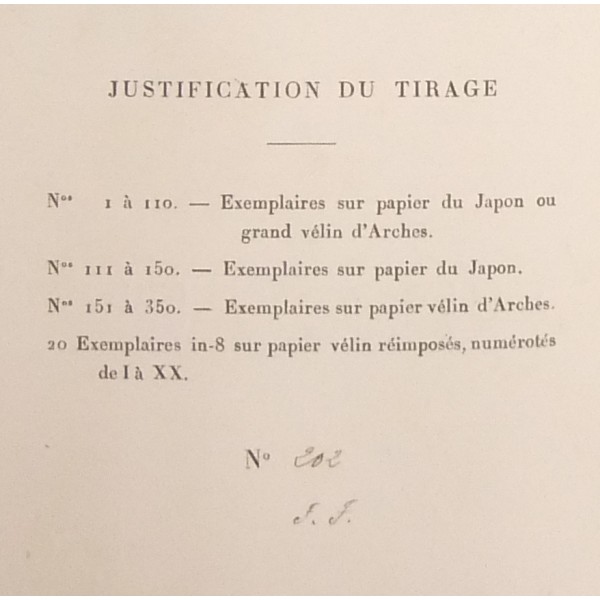 JUSTIFICATION DU TIRAGE
Nos 1 à 110. — Exemplaires sur papier du Japon ou
grand vélin d'Arches.
Nos 111 à 150. — Exemplaires sur papier du Japon.
Nos 151 à 350. — Exemplaires sur papier vélin d'Arches.
20 Exemplaires in-8 sur papier vélin réimposés, numérotés
de I à XX.
No 202
J. J.